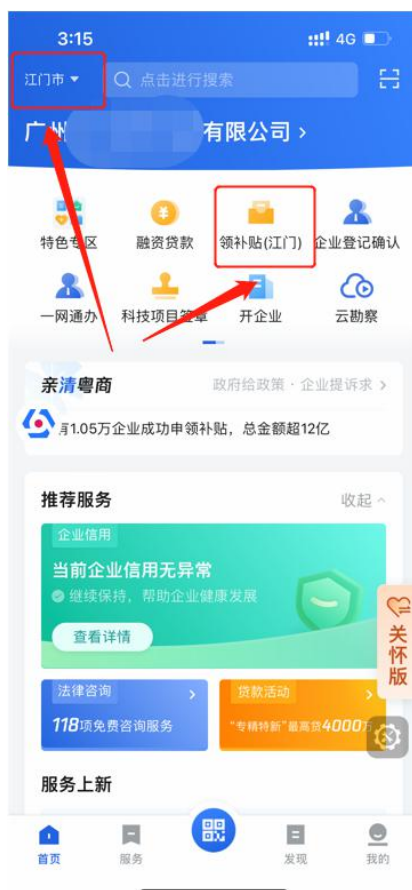 3:15 4G
江门市 点击进行搜索
广州 有限公司
特色专区 融资贷款 领补贴(江门) 企业登记确认
一网通办 科技项目签章 开企业 云勘察
亲清粤商 政府给政策·企业提诉求
1.05万企业成功申领补贴，总金额超12亿
推荐服务 收起
企业信用
当前企业信用无异常
继续保持，帮助企业健康发展
查看详情
关怀版
法律咨询 贷款活动
118项免费咨询服务 “专精特新”最高贷4000万
服务上新
首页 服务 发现 我的